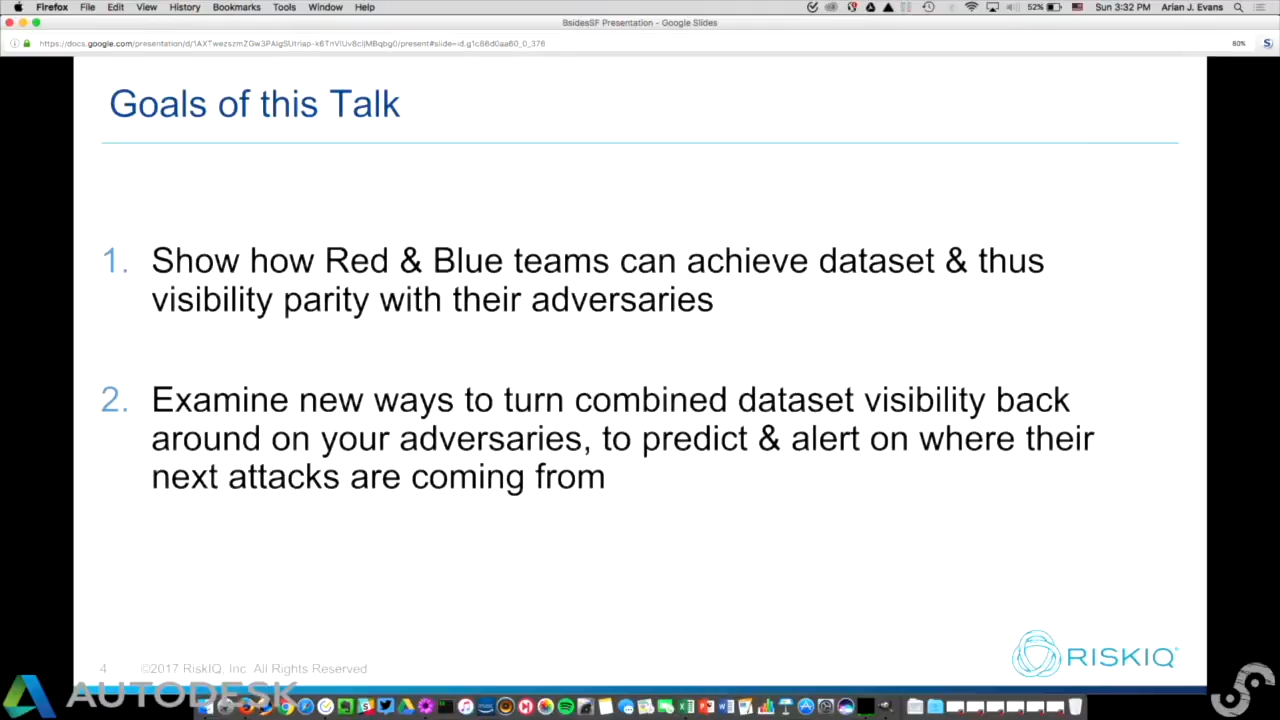 Firefox File Edit View History Bookmarks Tools Window Help 52% Sun 3:32 PM Arian J. Evans
BsidesSF Presentation - Google Slides
80%
Goals of this Talk
1. Show how Red & Blue teams can achieve dataset & thus
visibility parity with their adversaries
2. Examine new ways to turn combined dataset visibility back
around on your adversaries, to predict & alert on where their
next attacks are coming from
RISKIQ
4 ©2017 RiskIQ, Inc. All Rights Reserved
AUTODESK